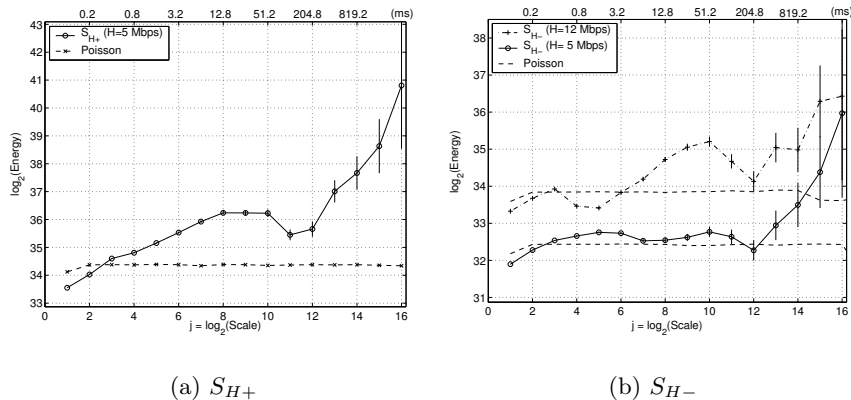 0.2 0.8 3.2 12.8 51.2 204.8 819.2 (ms)
43
42
41
40
39
38
37
36
35
34
33
log2(Energy)
S_H+ (H=5 Mbps)
Poisson
0 2 4 6 8 10 12 14 16
j = log2(Scale)
(a) S_H+
0.2 0.8 3.2 12.8 51.2 204.8 819.2 (ms)
38
37
36
35
34
33
32
31
log2(Energy)
S_H− (H=12 Mbps)
S_H− (H= 5 Mbps)
Poisson
0 2 4 6 8 10 12 14 16
j = log2(Scale)
(b) S_H−